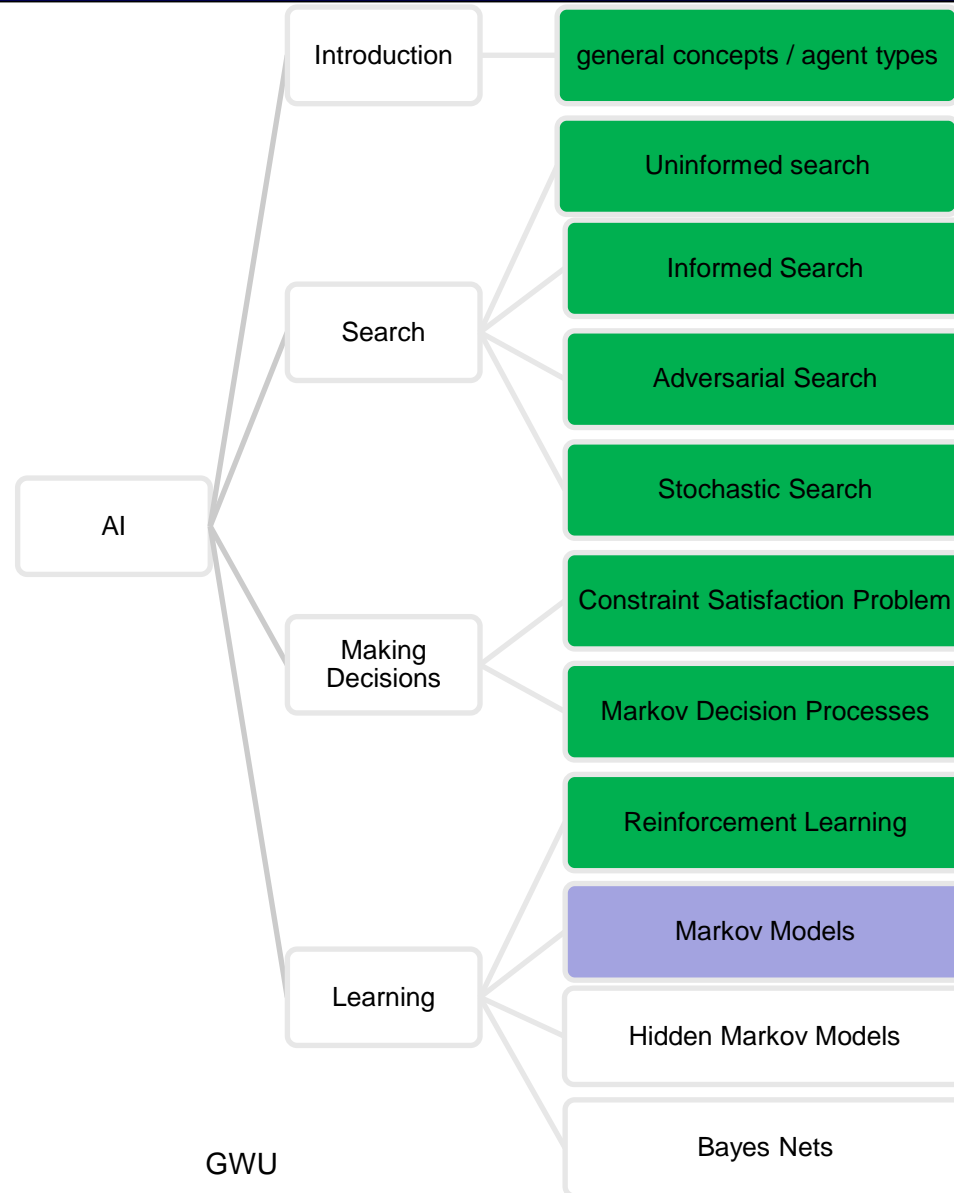 Introduction
general concepts / agent types
Uninformed search
Informed Search
Search
Adversarial Search
Stochastic Search
AI
Constraint Satisfaction Problem
Making
Decisions
Markov Decision Processes
Reinforcement Learning
Markov Models
Learning
Hidden Markov Models
Bayes Nets
GWU